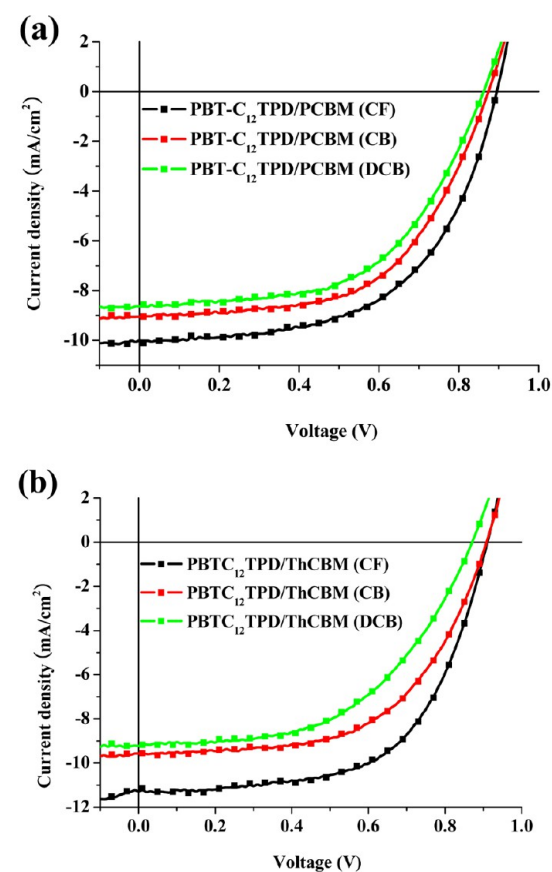 (a)
2
0
-2
-4
-6
-8
-10
Current density (mA/cm²)
PBT-C₁₂TPD/PCBM (CF)
PBT-C₁₂TPD/PCBM (CB)
PBT-C₁₂TPD/PCBM (DCB)
0.0 0.2 0.4 0.6 0.8 1.0
Voltage (V)
(b)
2
0
-2
-4
-6
-8
-10
-12
Current density (mA/cm²)
PBTC₁₂TPD/ThCBM (CF)
PBTC₁₂TPD/ThCBM (CB)
PBTC₁₂TPD/ThCBM (DCB)
0.0 0.2 0.4 0.6 0.8 1.0
Voltage (V)